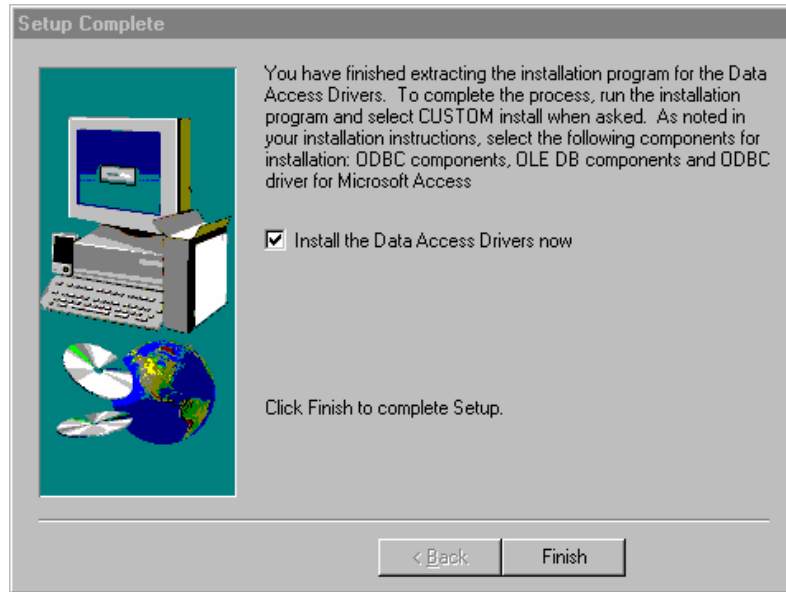 Setup Complete
You have finished extracting the installation program for the Data
Access Drivers.  To complete the process, run the installation
program and select CUSTOM install when asked.  As noted in
your installation instructions, select the following components for
installation: ODBC components, OLE DB components and ODBC
driver for Microsoft Access
Install the Data Access Drivers now
Click Finish to complete Setup.
< Back
Finish